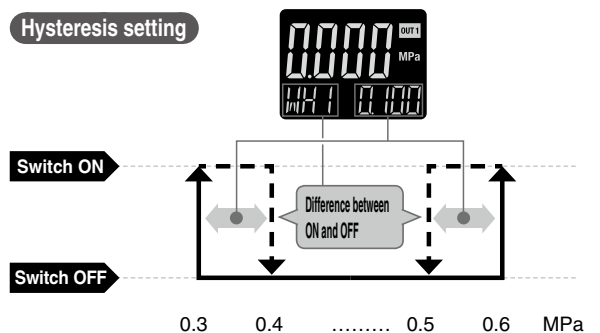 Hysteresis setting
0.000
OUT1
MPa
WH1 0.100
Switch ON
Difference between
ON and OFF
Switch OFF
0.3 0.4 ......... 0.5 0.6 MPa